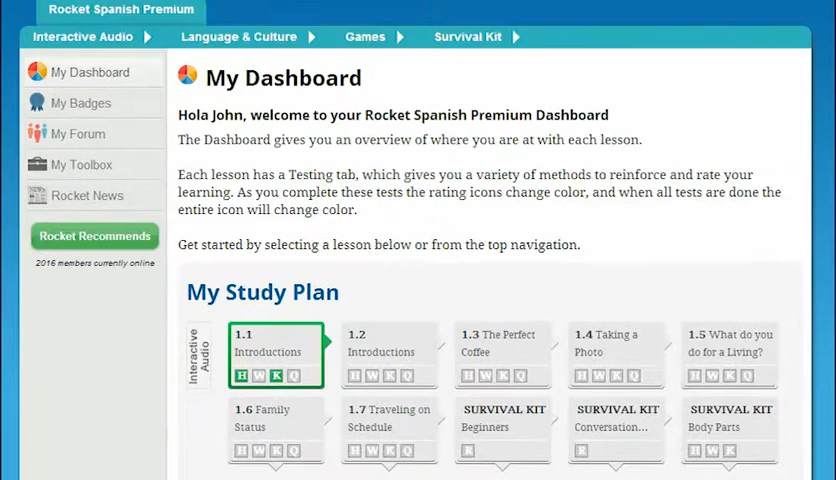 Rocket Spanish Premium
Interactive Audio Language & Culture Games Survival Kit
My Dashboard
My Badges
My Forum
My Toolbox
Rocket News
Rocket Recommends
2016 members currently online
My Dashboard
Hola John, welcome to your Rocket Spanish Premium Dashboard
The Dashboard gives you an overview of where you are at with each lesson.
Each lesson has a Testing tab, which gives you a variety of methods to reinforce and rate your
learning. As you complete these tests the rating icons change color, and when all tests are done the
entire icon will change color.
Get started by selecting a lesson below or from the top navigation.
My Study Plan
Interactive
Audio
1.1
Introductions
H W K Q
1.2
Introductions
H W K Q
1.3 The Perfect
Coffee
H W K Q
1.4 Taking a
Photo
H W K Q
1.5 What do you
do for a Living?
H W K Q
1.6 Family
Status
H W K Q
1.7 Traveling on
Schedule
H W K Q
SURVIVAL KIT
Beginners
R
SURVIVAL KIT
Conversation...
R
SURVIVAL KIT
Body Parts
H W K